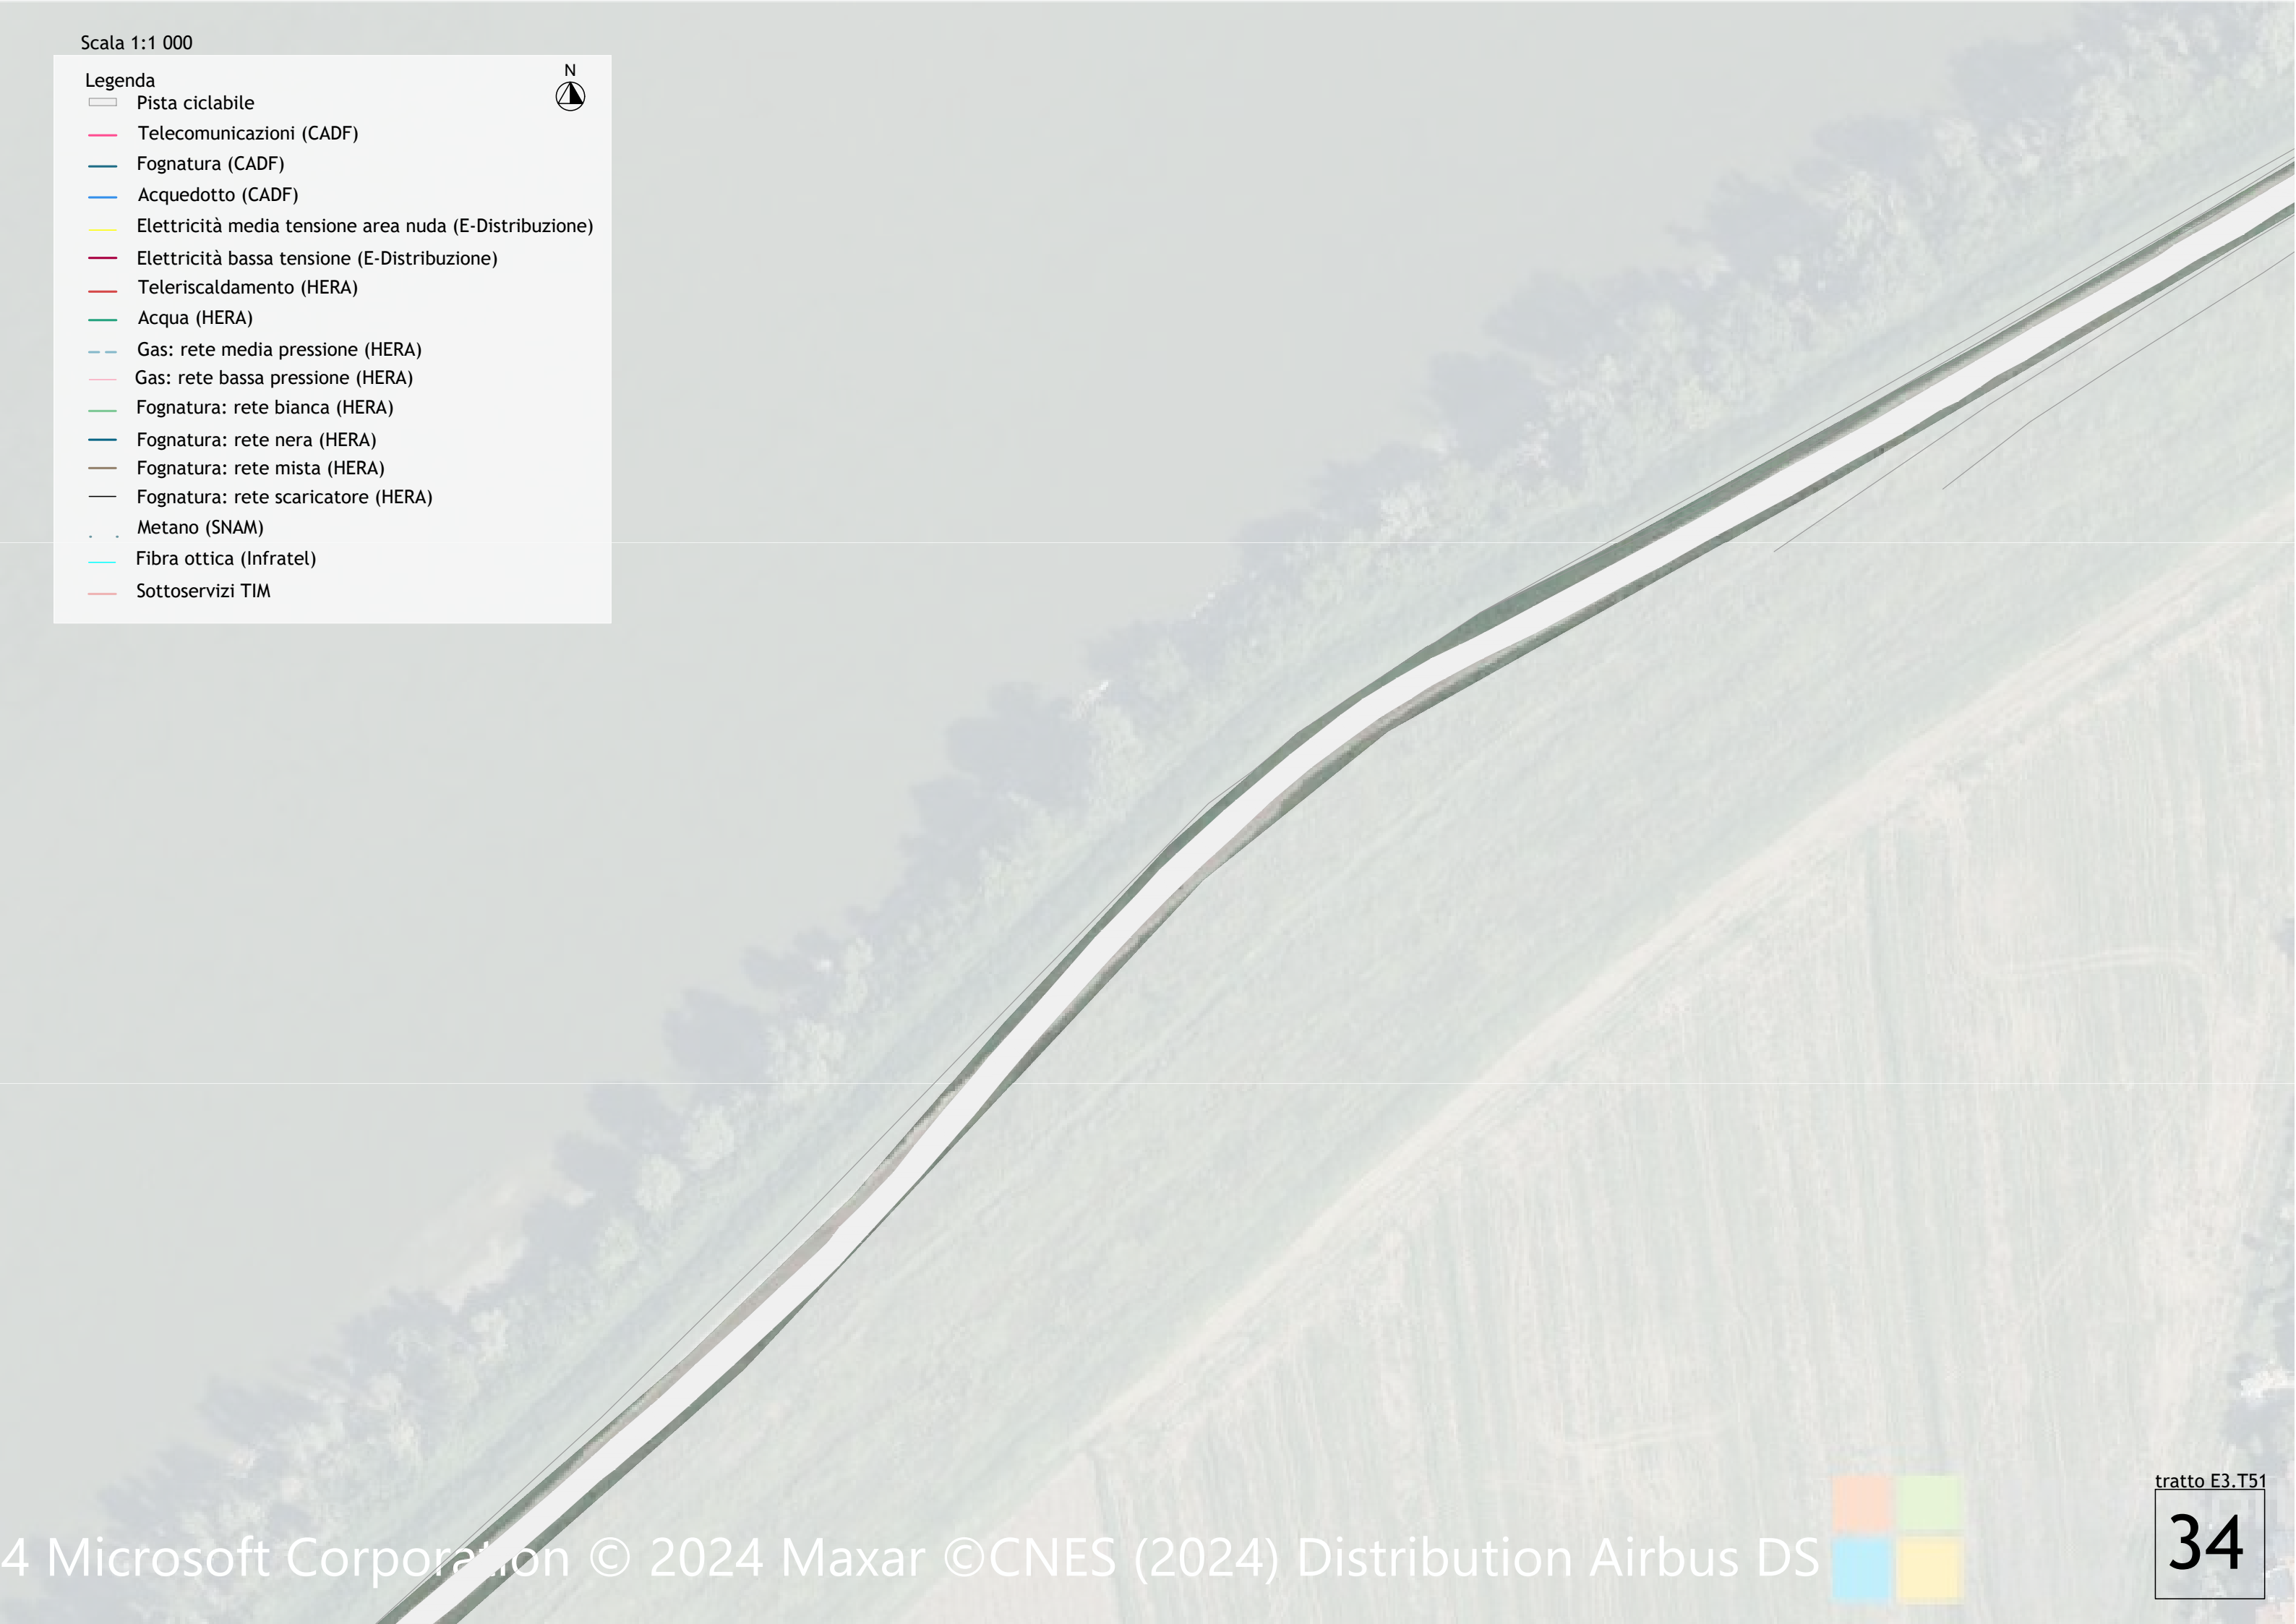 Scala 1:1 000
Legenda
N
Pista ciclabile
Telecomunicazioni (CADF)
Fognatura (CADF)
Acquedotto (CADF)
Elettricità media tensione area nuda (E-Distribuzione)
Elettricità bassa tensione (E-Distribuzione)
Teleriscaldamento (HERA)
Acqua (HERA)
Gas: rete media pressione (HERA)
Gas: rete bassa pressione (HERA)
Fognatura: rete bianca (HERA)
Fognatura: rete nera (HERA)
Fognatura: rete mista (HERA)
Fognatura: rete scaricatore (HERA)
Metano (SNAM)
Fibra ottica (Infratel)
Sottoservizi TIM
tratto E3.T51
34
4 Microsoft Corporation © 2024 Maxar ©CNES (2024) Distribution Airbus DS